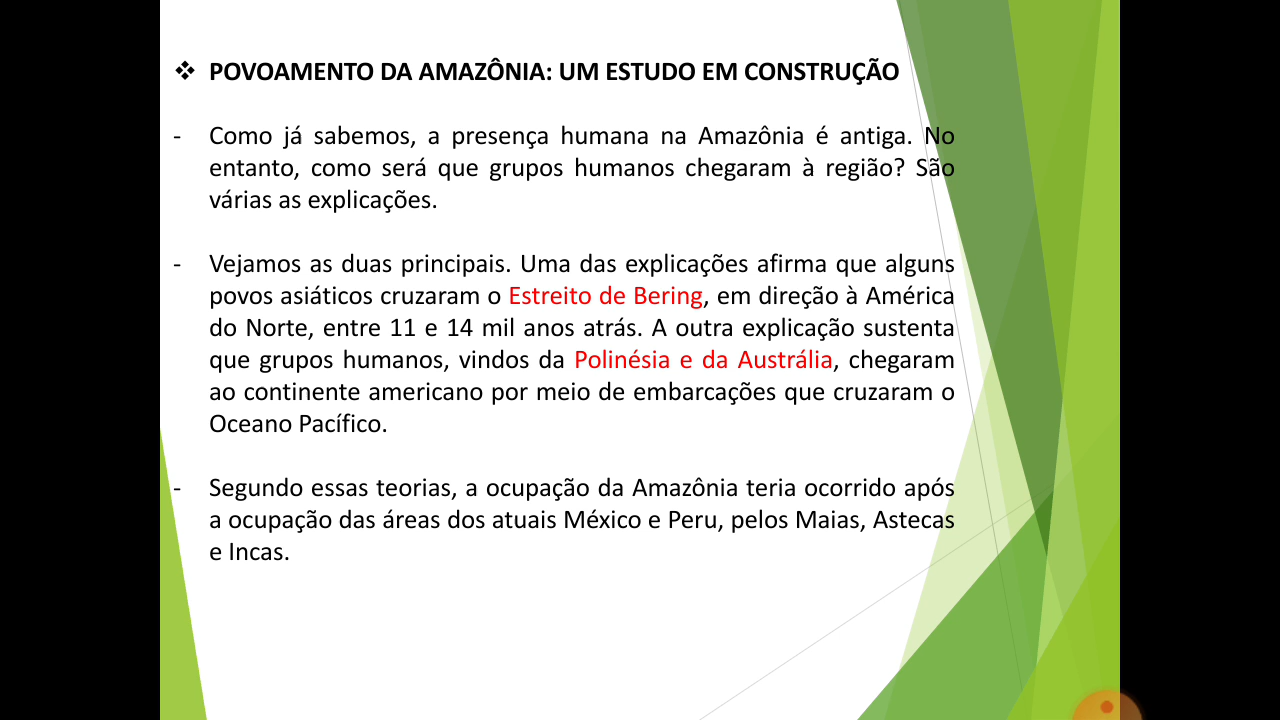 ❖ POVOAMENTO DA AMAZÔNIA: UM ESTUDO EM CONSTRUÇÃO
- Como já sabemos, a presença humana na Amazônia é antiga. No
entanto, como será que grupos humanos chegaram à região? São
várias as explicações.
- Vejamos as duas principais. Uma das explicações afirma que alguns
povos asiáticos cruzaram o Estreito de Bering, em direção à América
do Norte, entre 11 e 14 mil anos atrás. A outra explicação sustenta
que grupos humanos, vindos da Polinésia e da Austrália, chegaram
ao continente americano por meio de embarcações que cruzaram o
Oceano Pacífico.
- Segundo essas teorias, a ocupação da Amazônia teria ocorrido após
a ocupação das áreas dos atuais México e Peru, pelos Maias, Astecas
e Incas.